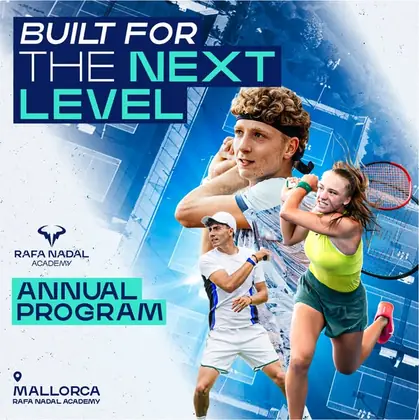 BUILT FOR
THE NEXT
LEVEL
RAFA NADAL
ACADEMY
ANNUAL
PROGRAM
MALLORCA
RAFA NADAL ACADEMY